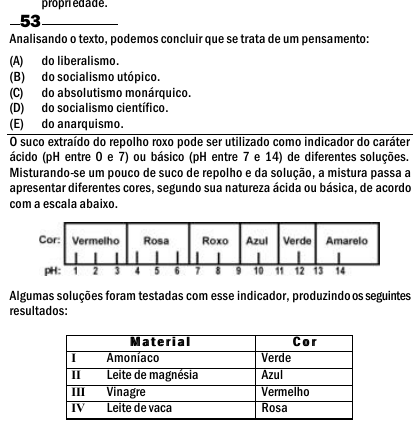 propriedade.
53
Analisando o texto, podemos concluir que se trata de um pensamento:
(A) do liberalismo.
(B) do socialismo utópico.
(C) do absolutismo monárquico.
(D) do socialismo científico.
(E) do anarquismo.
O suco extraído do repolho roxo pode ser utilizado como indicador do caráter
ácido (pH entre 0 e 7) ou básico (pH entre 7 e 14) de diferentes soluções.
Misturando-se um pouco de suco de repolho e da solução, a mistura passa a
apresentar diferentes cores, segundo sua natureza ácida ou básica, de acordo
com a escala abaixo.
Cor: Vermelho Rosa Roxo Azul Verde Amarelo
pH: 1 2 3 4 5 6 7 8 9 10 11 12 13 14
Algumas soluções foram testadas com esse indicador, produzindo os seguintes
resultados:
Material Cor
I Amoníaco Verde
II Leite de magnésia Azul
III Vinagre Vermelho
IV Leite de vaca Rosa